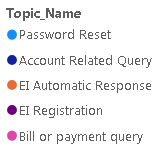 Topic_Name
Password Reset
Account Related Query
EI Automatic Response
EI Registration
Bill or payment query